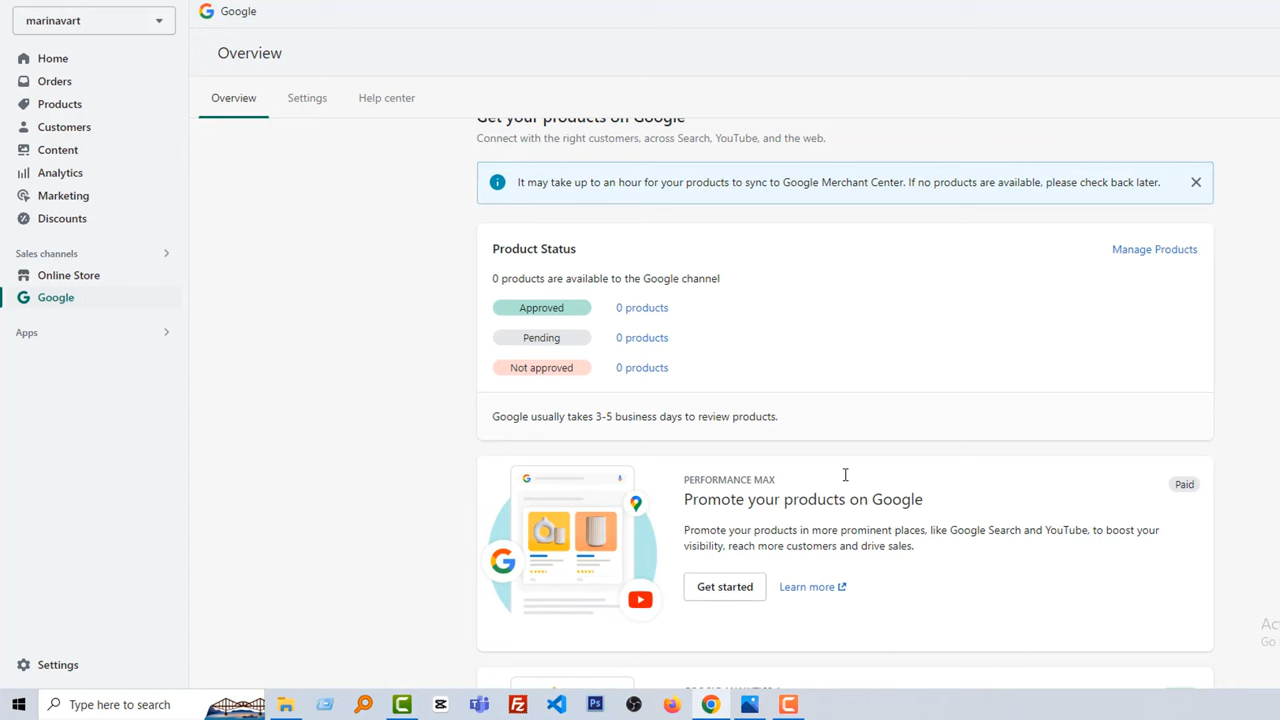 marinavart
Google
Overview
Home
Orders
Products
Customers
Content
Analytics
Marketing
Discounts
Sales channels
Online Store
Google
Apps
Settings
Overview
Settings
Help center
Get your products on Google
Connect with the right customers, across Search, YouTube, and the web.
It may take up to an hour for your products to sync to Google Merchant Center. If no products are available, please check back later.
Product Status
Manage Products
0 products are available to the Google channel
Approved
0 products
Pending
0 products
Not approved
0 products
Google usually takes 3-5 business days to review products.
PERFORMANCE MAX
Paid
Promote your products on Google
Promote your products in more prominent places, like Google Search and YouTube, to boost your
visibility, reach more customers and drive sales.
Get started
Learn more
Type here to search